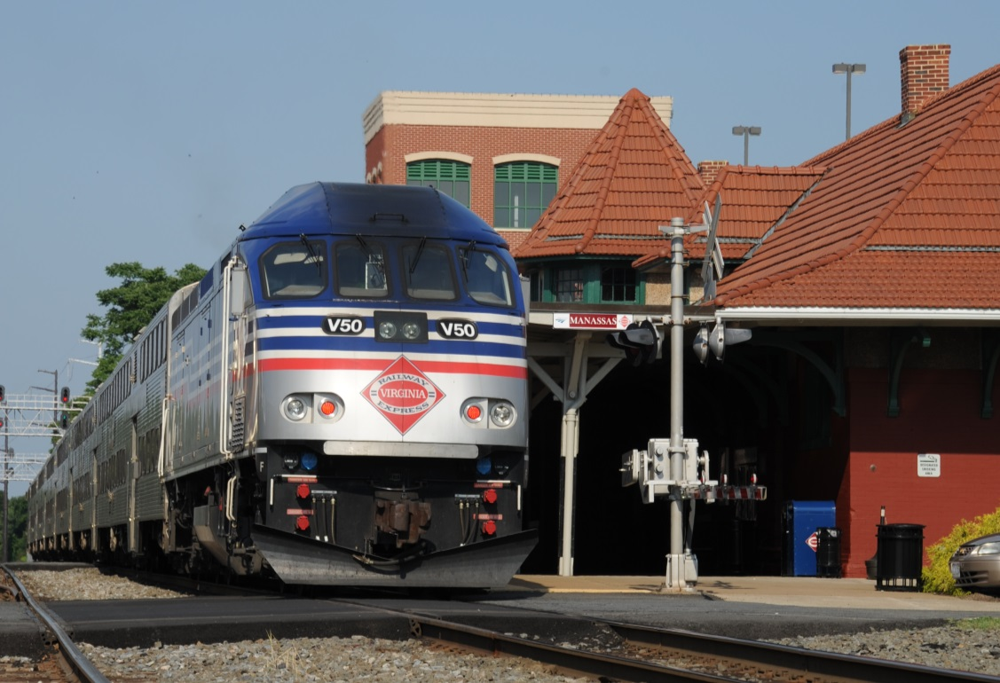 V50
V50
RAILWAY
VIRGINIA
EXPRESS
F
MANASSAS